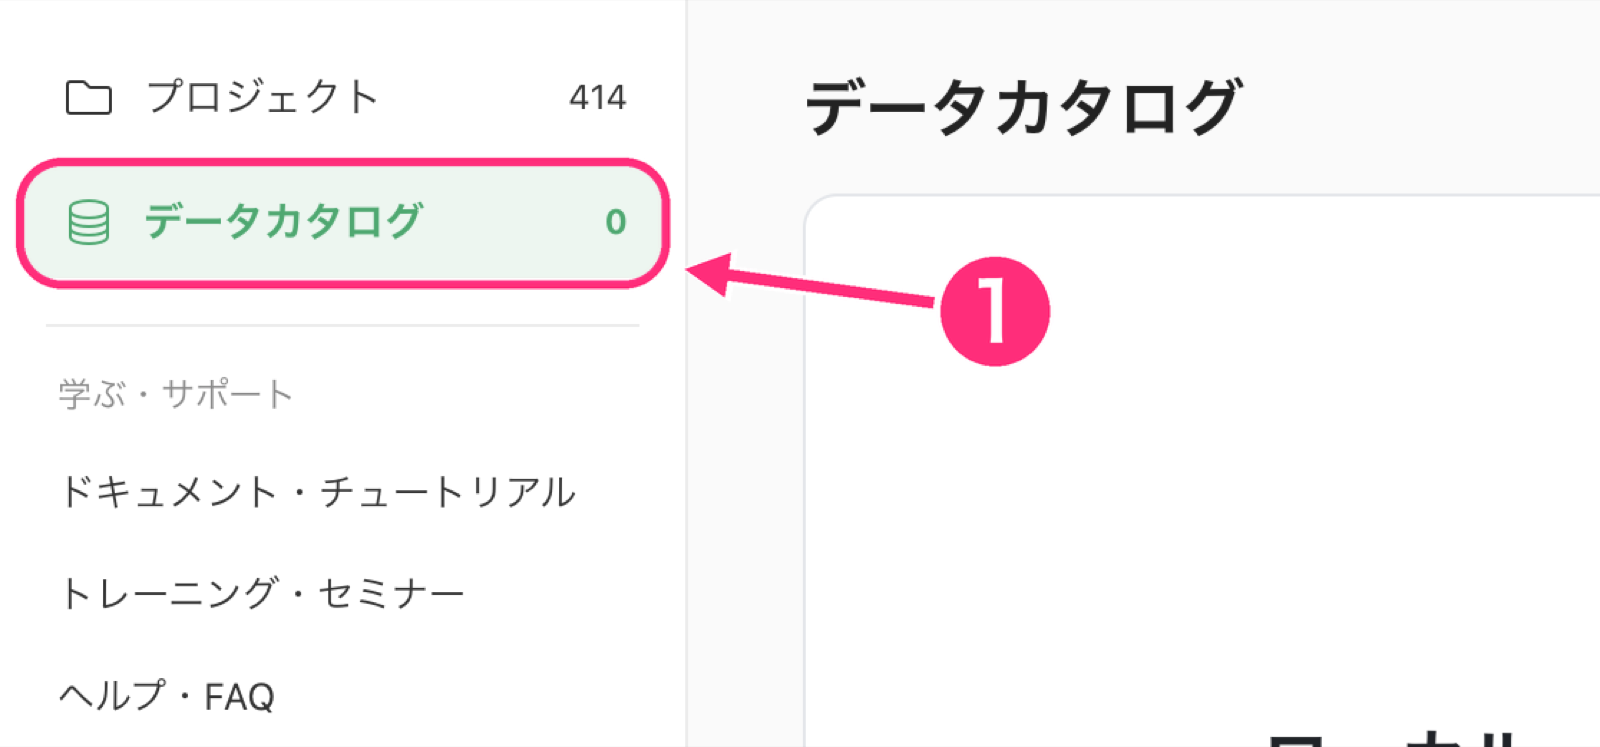 プロジェクト 414
データカタログ 0
学ぶ・サポート
ドキュメント・チュートリアル
トレーニング・セミナー
ヘルプ・FAQ
データカタログ
1